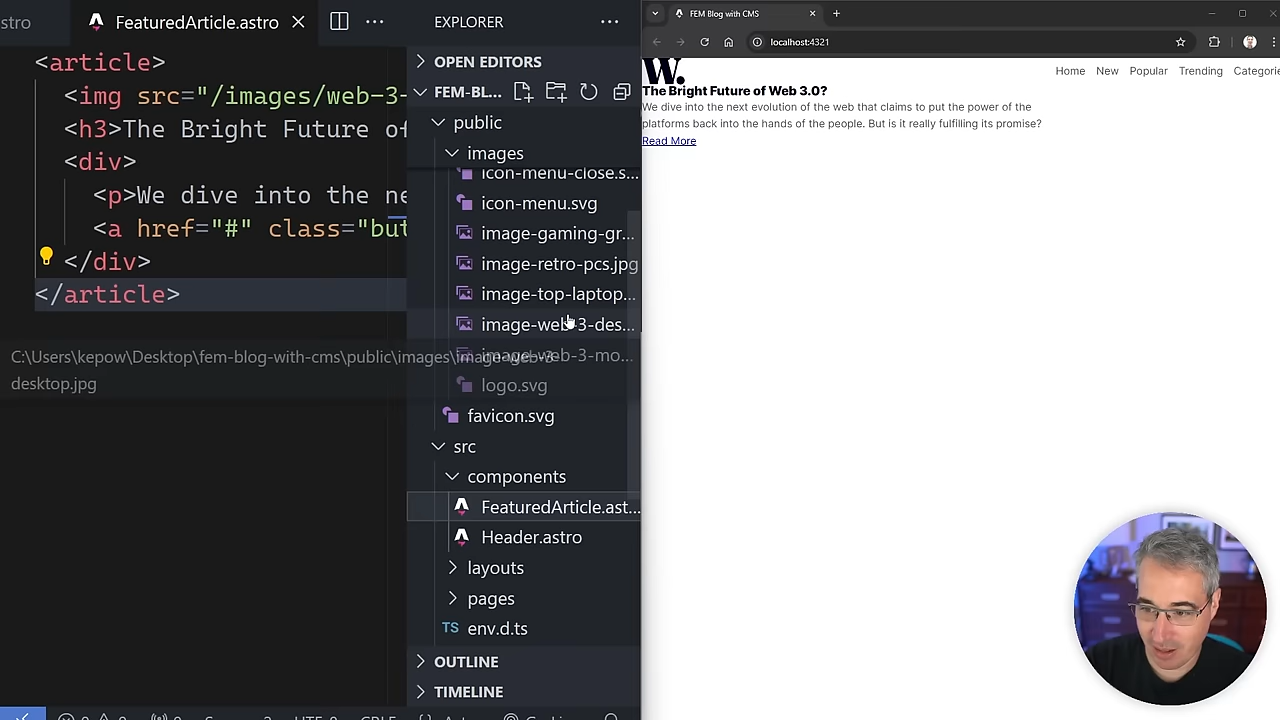 stro
FeaturedArticle.astro
<article>
<img src="/images/web-3-
<h3>The Bright Future of
<div>
<p>We dive into the ne
<a href="#" class="but
</div>
</article>
C:\Users\kepow\Desktop\fem-blog-with-cms\public\images\image-web-3-
desktop.jpg
EXPLORER
OPEN EDITORS
FEM-BL...
public
images
icon-menu-close.s...
icon-menu.svg
image-gaming-gr...
image-retro-pcs.jpg
image-top-laptop...
image-web-3-des...
image-web-3-mo...
logo.svg
favicon.svg
src
components
FeaturedArticle.ast...
Header.astro
layouts
pages
TS env.d.ts
OUTLINE
TIMELINE
FEM Blog with CMS
localhost:4321
W.
Home New Popular Trending Categorie
The Bright Future of Web 3.0?
We dive into the next evolution of the web that claims to put the power of the
platforms back into the hands of the people. But is it really fulfilling its promise?
Read More